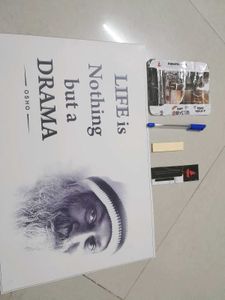 LIFE is
Nothing
but a
DRAMA
OSHO